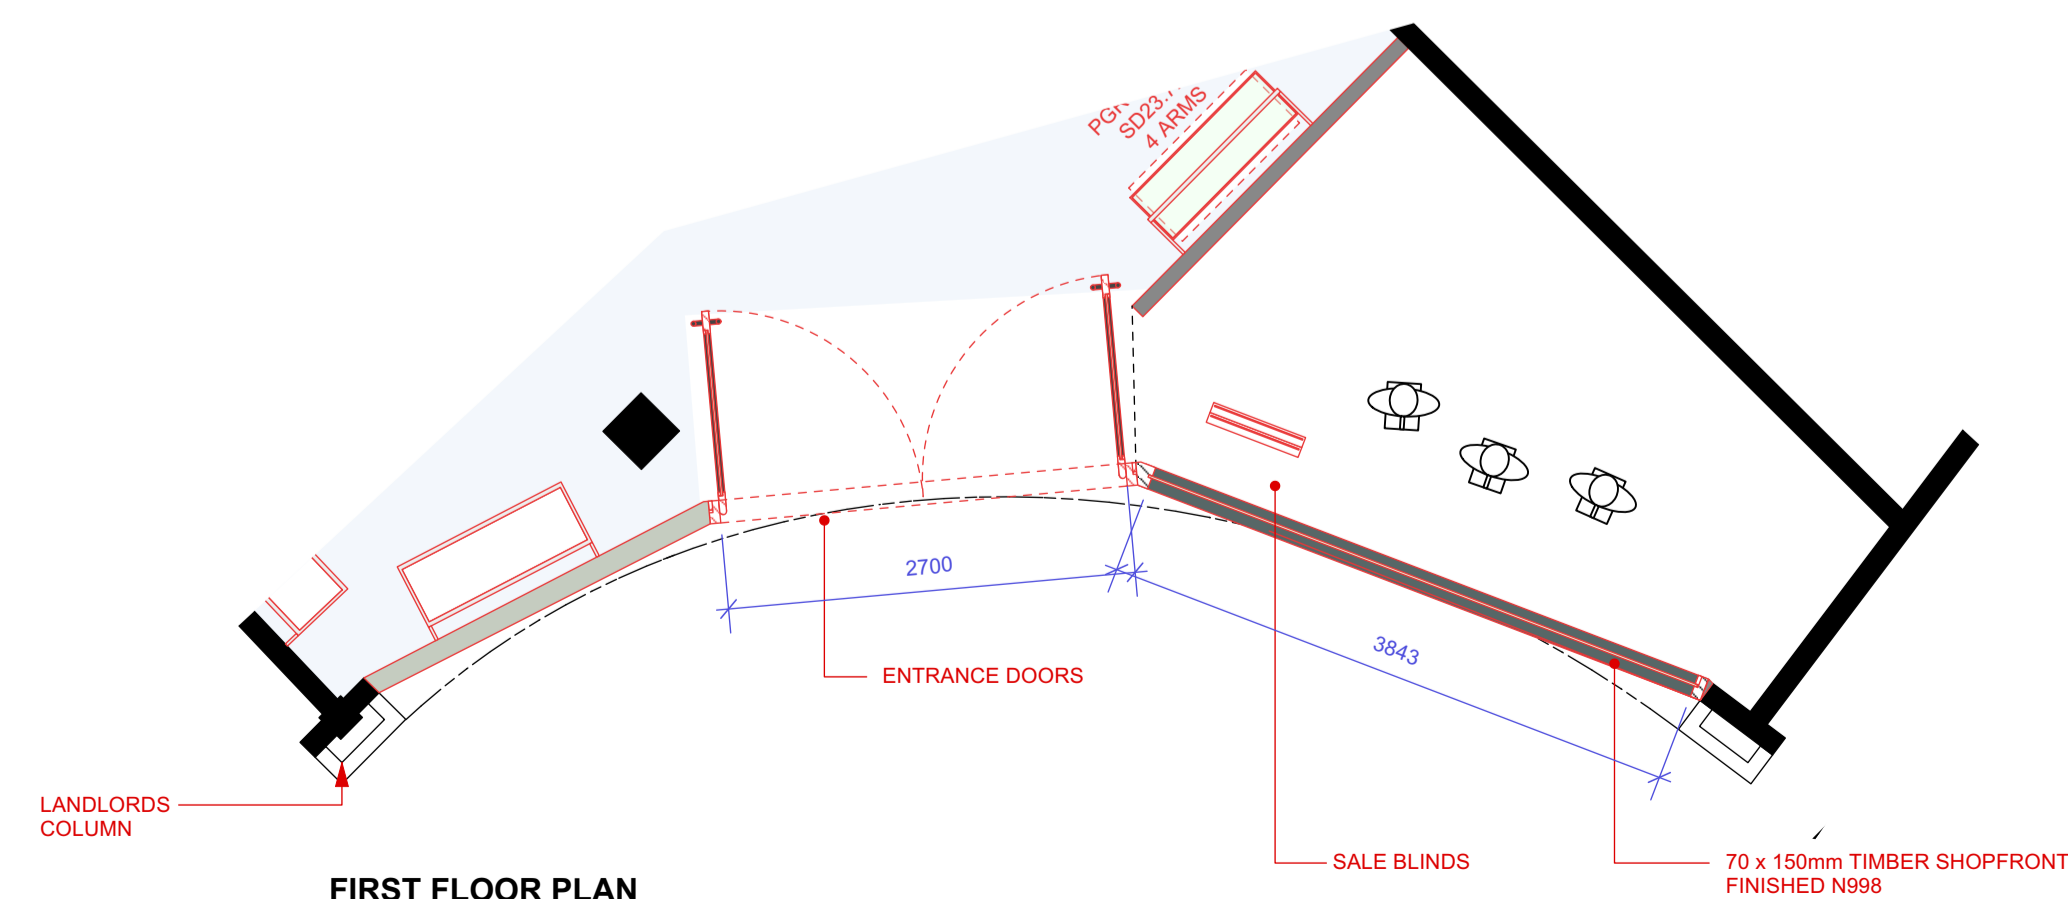 4 ARMS
2700
3843
ENTRANCE DOORS
LANDLORDS
COLUMN
SALE BLINDS
70 x 150mm TIMBER SHOPFRONT
FINISHED N998
FIRST FLOOR PLAN